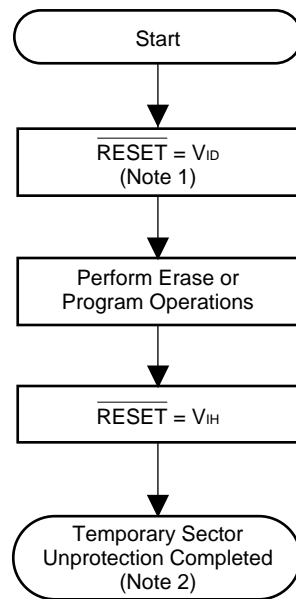 Start
RESET = VID
(Note 1)
Perform Erase or
Program Operations
RESET = VIH
Temporary Sector
Unprotection Completed
(Note 2)